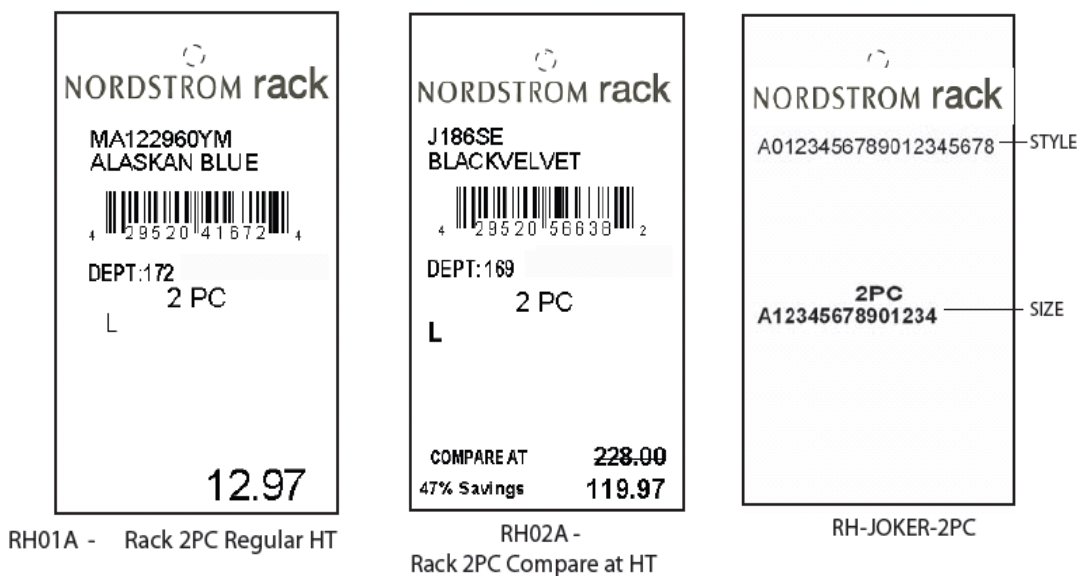 NORDSTROM rack
MA122960YM
ALASKAN BLUE
4 29520 41672 4
DEPT:172
2 PC
L
12.97
RH01A - Rack 2PC Regular HT
NORDSTROM rack
J186SE
BLACKVELVET
4 29520 56638 2
DEPT:169
2 PC
L
COMPARE AT 228.00
47% Savings 119.97
RH02A -
Rack 2PC Compare at HT
NORDSTROM rack
A0123456789012345678 STYLE
2PC
A12345678901234 SIZE
RH-JOKER-2PC